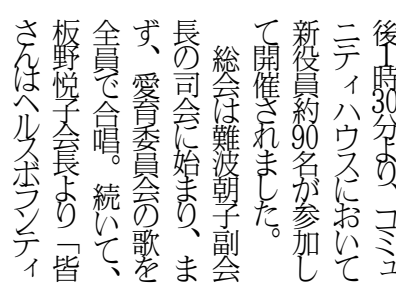 後1時30分より、コミュ
ニティハウスにおいて
新役員約90名が参加し
て開催されました。
　総会は難波朝子副会
長の司会に始まり、ま
ず、愛育委員会の歌を
全員で合唱。続いて、
板野悦子会長より「皆
さんはヘルスボランティ